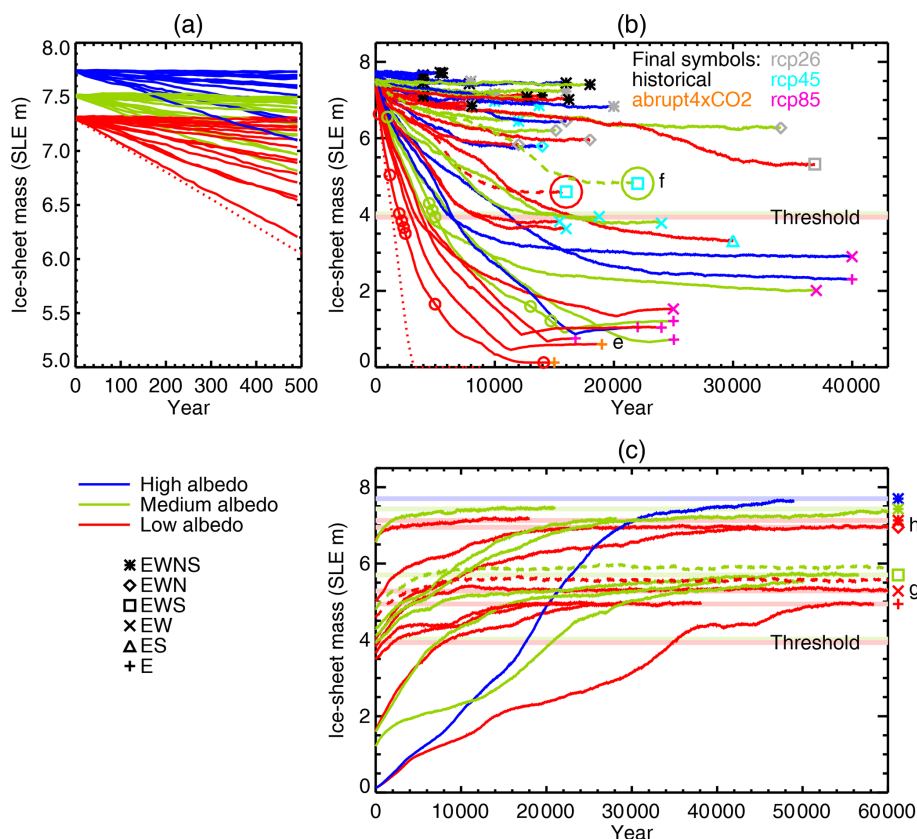 (a)
8.0
7.5
7.0
6.5
6.0
5.5
5.0
Ice-sheet mass (SLE m)
0 100 200 300 400 500
Year
(b)
8
6
4
2
0
Ice-sheet mass (SLE m)
Final symbols: rcp26
historical rcp45
abrupt4xCO2 rcp85
f
Threshold
e
0 10000 20000 30000 40000
Year
High albedo
Medium albedo
Low albedo
EWNS
EWN
EWS
EW
ES
E
(c)
8
6
4
2
0
Ice-sheet mass (SLE m)
h
g
Threshold
0 10000 20000 30000 40000 50000 60000
Year